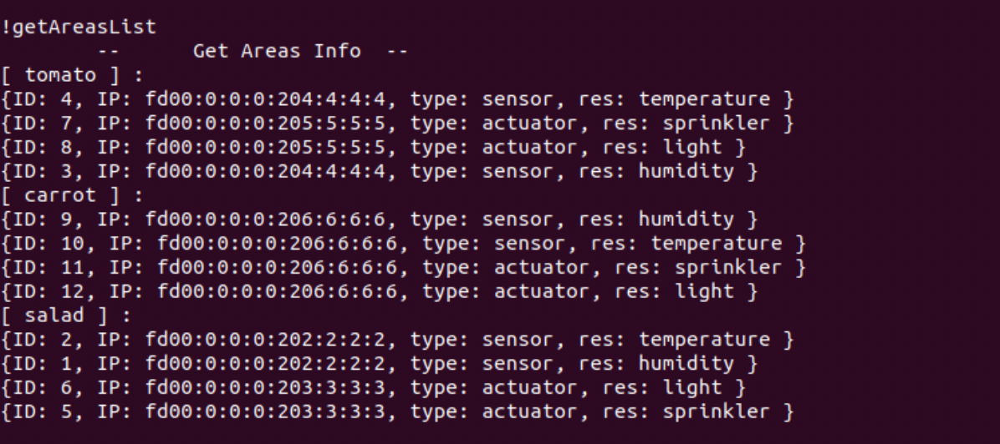 !getAreasList
-- Get Areas Info --
[ tomato ] :
{ID: 4, IP: fd00:0:0:0:204:4:4:4, type: sensor, res: temperature }
{ID: 7, IP: fd00:0:0:0:205:5:5:5, type: actuator, res: sprinkler }
{ID: 8, IP: fd00:0:0:0:205:5:5:5, type: actuator, res: light }
{ID: 3, IP: fd00:0:0:0:204:4:4:4, type: sensor, res: humidity }
[ carrot ] :
{ID: 9, IP: fd00:0:0:0:206:6:6:6, type: sensor, res: humidity }
{ID: 10, IP: fd00:0:0:0:206:6:6:6, type: sensor, res: temperature }
{ID: 11, IP: fd00:0:0:0:206:6:6:6, type: actuator, res: sprinkler }
{ID: 12, IP: fd00:0:0:0:206:6:6:6, type: actuator, res: light }
[ salad ] :
{ID: 2, IP: fd00:0:0:0:202:2:2:2, type: sensor, res: temperature }
{ID: 1, IP: fd00:0:0:0:202:2:2:2, type: sensor, res: humidity }
{ID: 6, IP: fd00:0:0:0:203:3:3:3, type: actuator, res: light }
{ID: 5, IP: fd00:0:0:0:203:3:3:3, type: actuator, res: sprinkler }